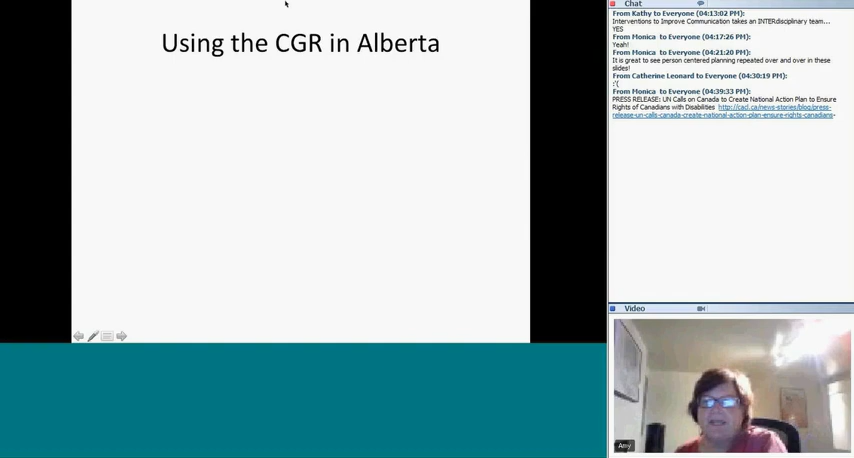 Using the CGR in Alberta
Chat
From Kathy to Everyone (04:13:02 PM):
Interventions to Improve Communication takes an INTERdisciplinary team...
YES
From Monica to Everyone (04:17:26 PM):
Yeah!
From Monica to Everyone (04:21:20 PM):
It is great to see person centered planning repeated over and over in these
slides!
From Catherine Leonard to Everyone (04:30:19 PM):
:'(
From Monica to Everyone (04:39:33 PM):
PRESS RELEASE: UN Calls on Canada to Create National Action Plan to Ensure
Rights of Canadians with Disabilities http://cacl.ca/news-stories/blog/press-
release-un-calls-canada-create-national-action-plan-ensure-rights-canadians-
Video
Amy